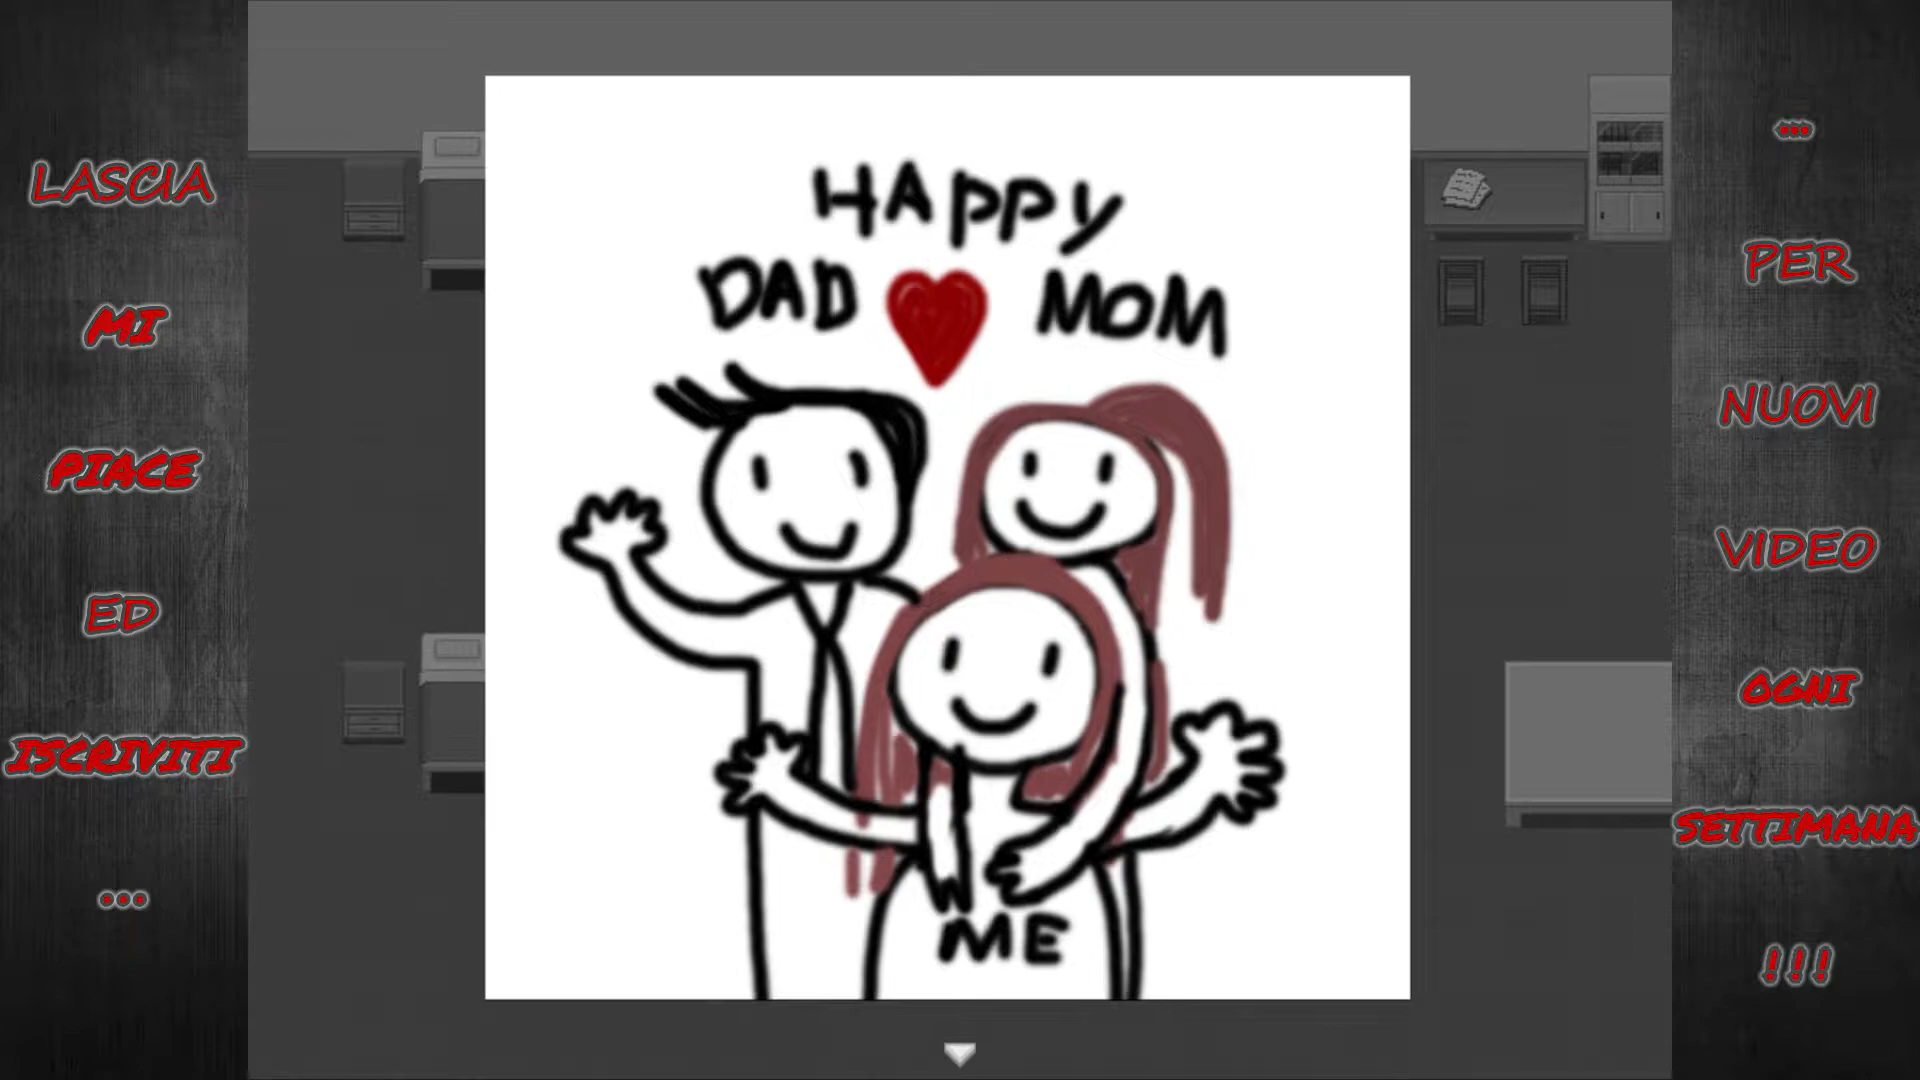 LASCIA
MI
PIACE
ED
ISCRIVITI
...
HAPPY
DAD MOM
ME
...
PER
NUOVI
VIDEO
OGNI
SETTIMANA
!!!